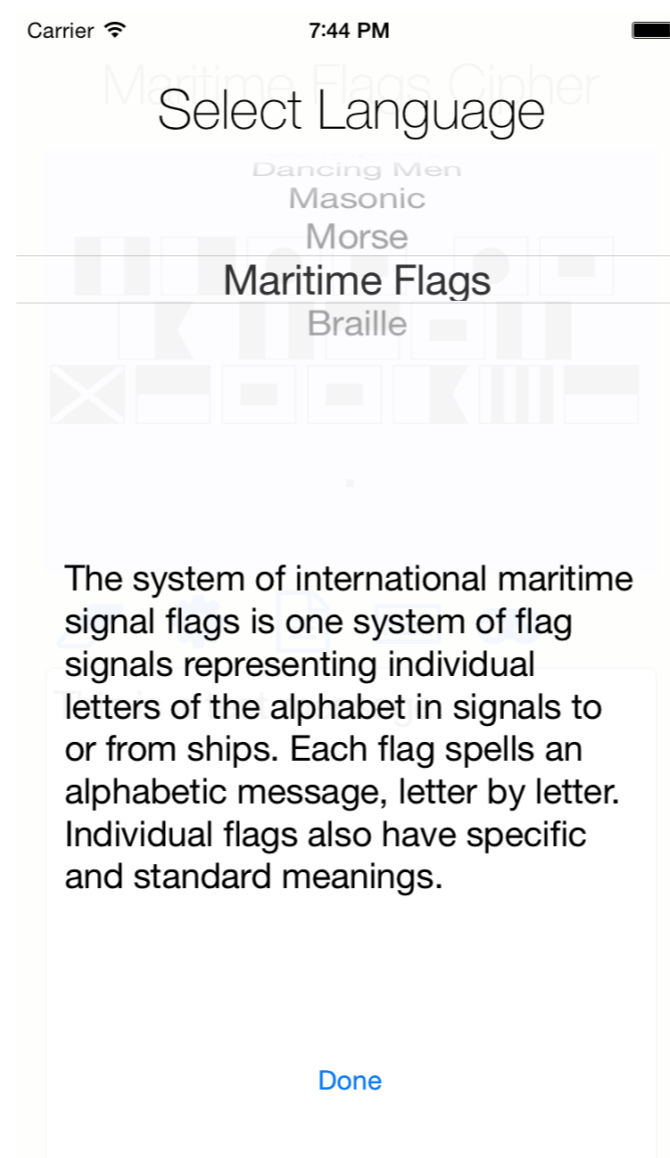 Carrier
7:44 PM
Maritime Flags Cipher
Select Language
Dancing Men
Masonic
Morse
Maritime Flags
Braille
The system of international maritime
signal flags is one system of flag
signals representing individual
letters of the alphabet in signals to
or from ships. Each flag spells an
alphabetic message, letter by letter.
Individual flags also have specific
and standard meanings.
Done